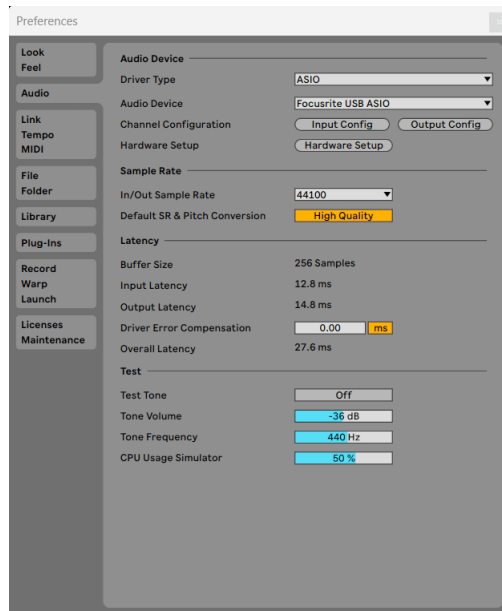 Preferences
Look
Feel
Audio
Link
Tempo
MIDI
File
Folder
Library
Plug-Ins
Record
Warp
Launch
Licenses
Maintenance
Audio Device
Driver Type ASIO
Audio Device Focusrite USB ASIO
Channel Configuration Input Config Output Config
Hardware Setup Hardware Setup
Sample Rate
In/Out Sample Rate 44100
Default SR & Pitch Conversion High Quality
Latency
Buffer Size 256 Samples
Input Latency 12.8 ms
Output Latency 14.8 ms
Driver Error Compensation 0.00 ms
Overall Latency 27.6 ms
Test
Test Tone Off
Tone Volume -36 dB
Tone Frequency 440 Hz
CPU Usage Simulator 50 %